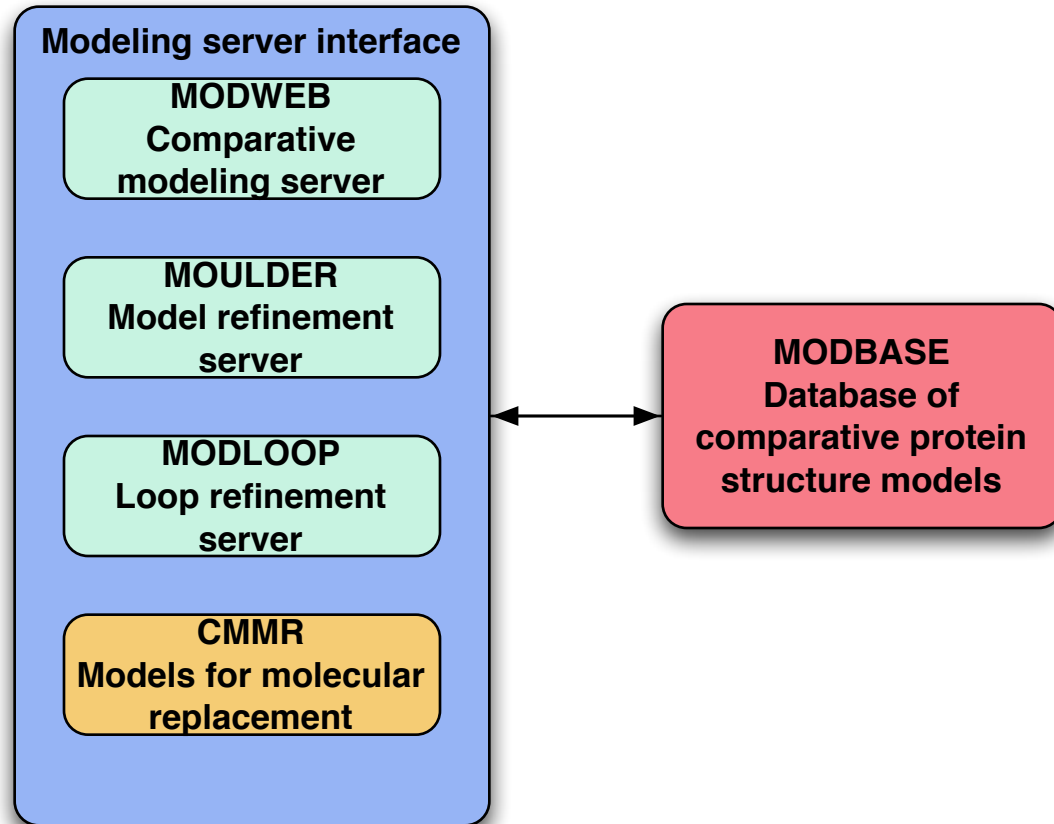 Modeling server interface
MODWEB
Comparative
modeling server
MOULDER
Model refinement
server
MODLOOP
Loop refinement
server
CMMR
Models for molecular
replacement
MODBASE
Database of
comparative protein
structure models